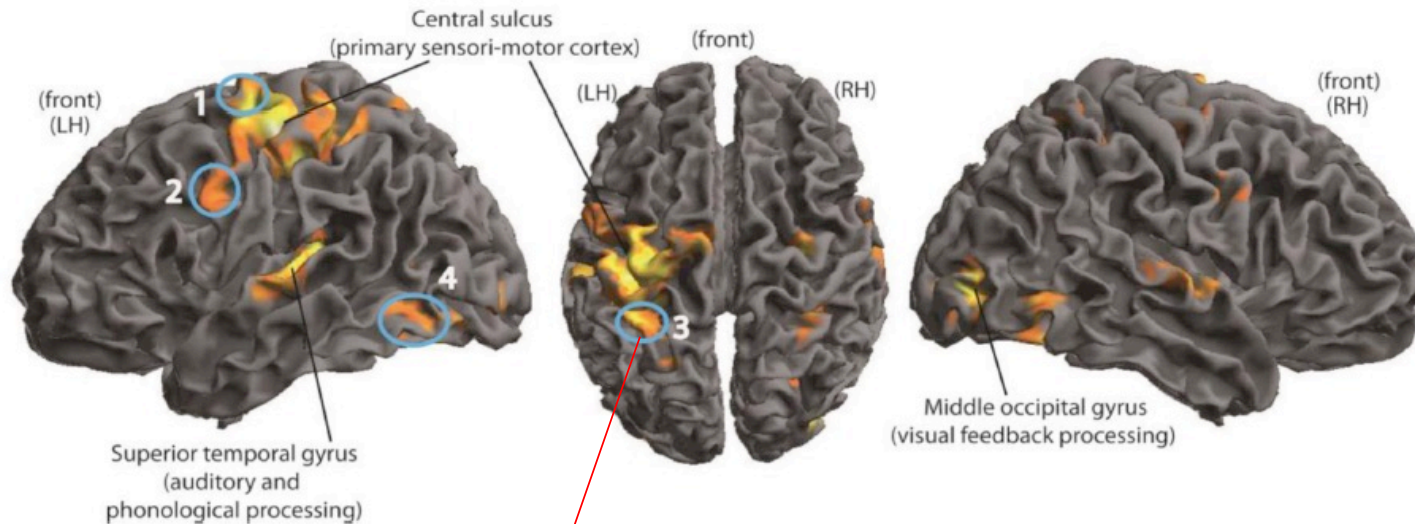 Central sulcus
(primary sensori-motor cortex)
(front)
(front)
(LH)
(LH)
(RH)
(front)
(RH)
1
2
3
4
Superior temporal gyrus
(auditory and
phonological processing)
Middle occipital gyrus
(visual feedback processing)